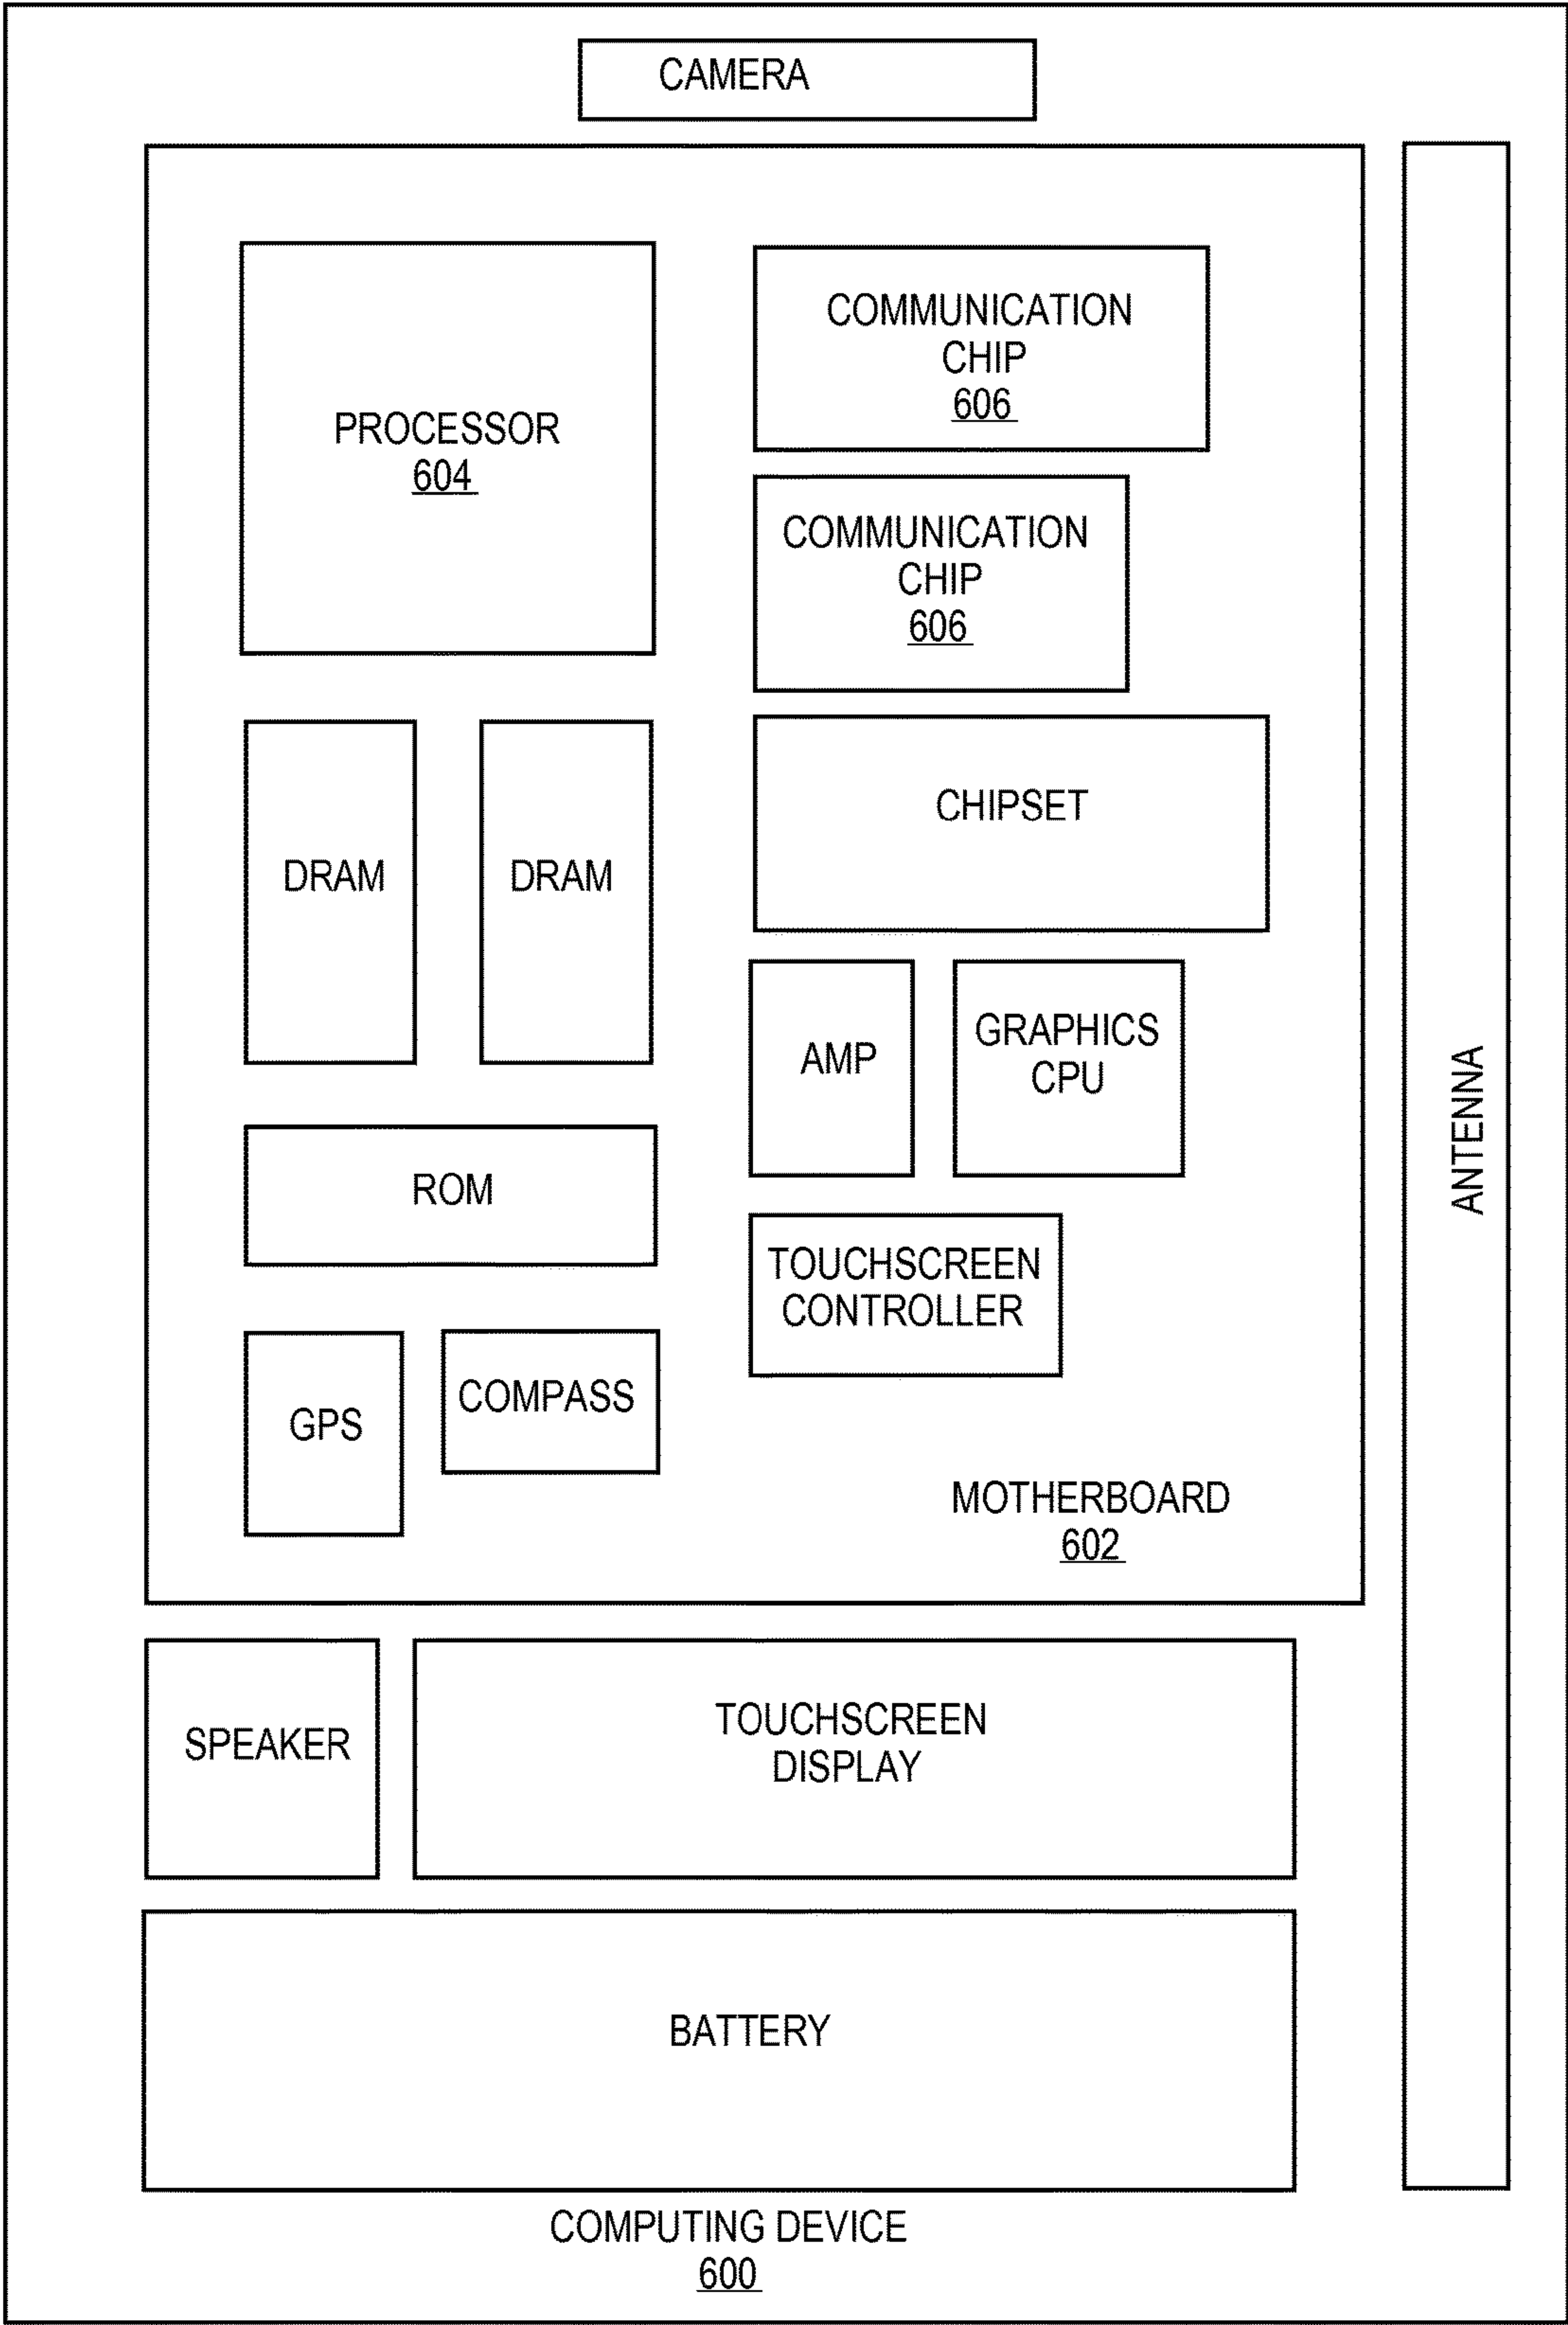 CAMERA
PROCESSOR
604
COMMUNICATION
CHIP
606
COMMUNICATION
CHIP
606
DRAM
DRAM
CHIPSET
AMP
GRAPHICS
CPU
ROM
TOUCHSCREEN
CONTROLLER
GPS
COMPASS
MOTHERBOARD
602
ANTENNA
SPEAKER
TOUCHSCREEN
DISPLAY
BATTERY
COMPUTING DEVICE
600